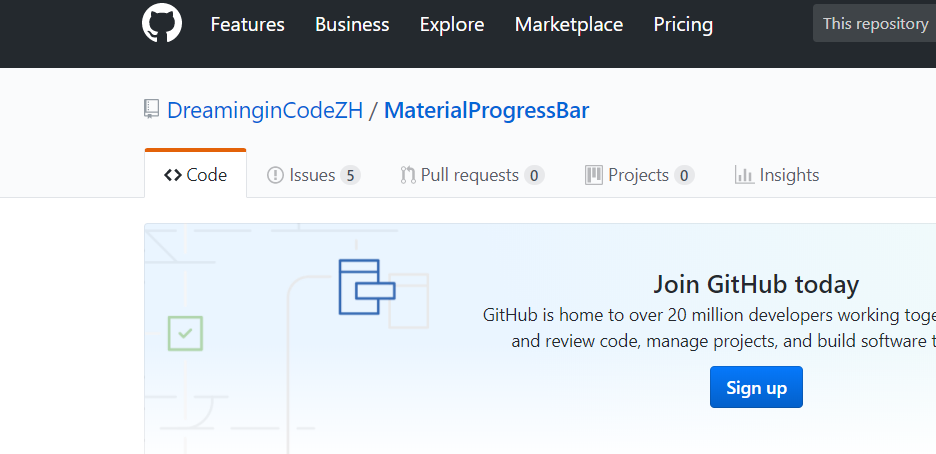 Features Business Explore Marketplace Pricing This repository
DreaminginCodeZH / MaterialProgressBar
Code Issues 5 Pull requests 0 Projects 0 Insights
Join GitHub today
GitHub is home to over 20 million developers working toge
and review code, manage projects, and build software t
Sign up